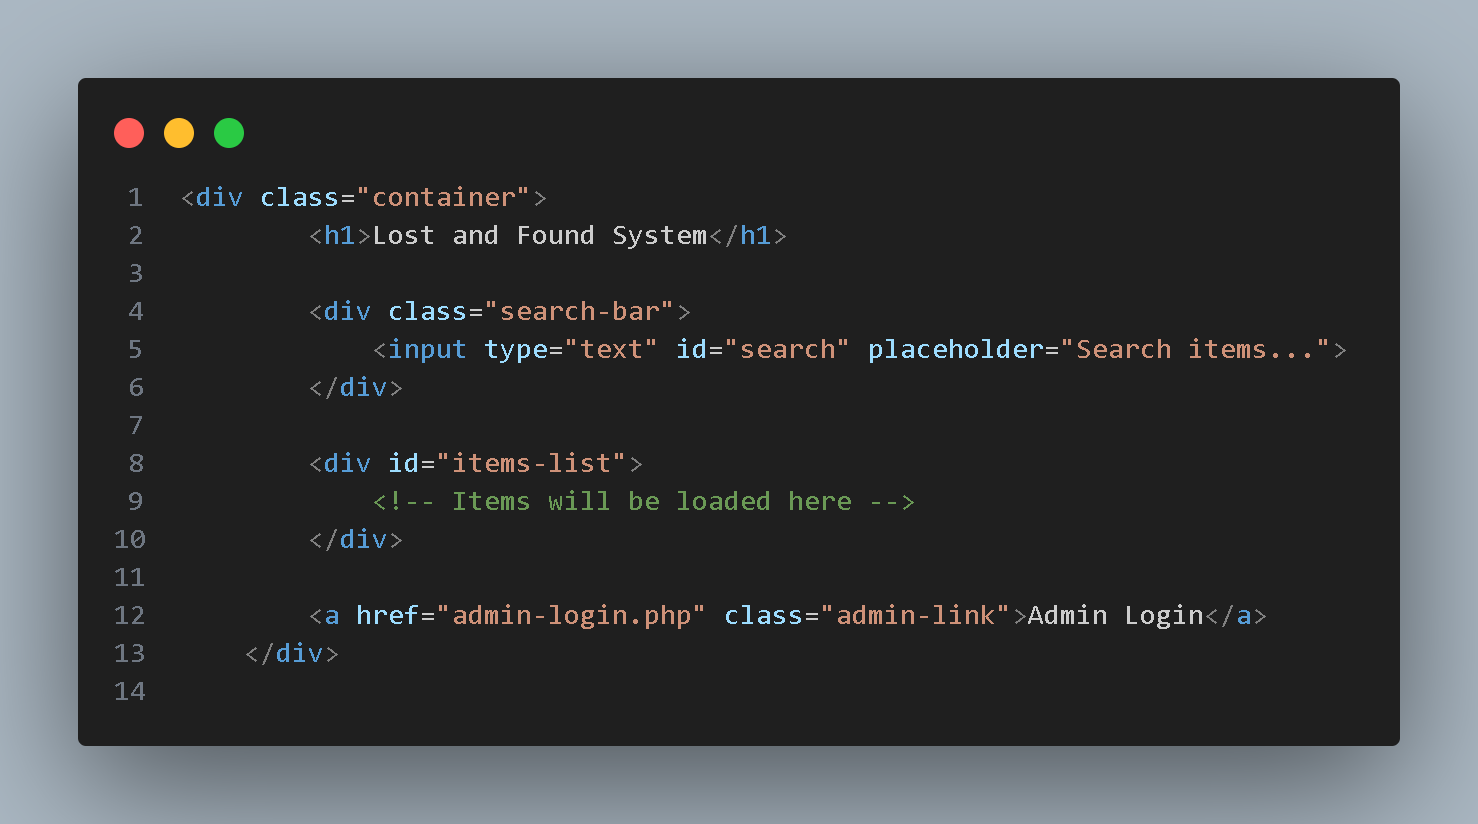 1 <div class="container">
2         <h1>Lost and Found System</h1>
3
4         <div class="search-bar">
5             <input type="text" id="search" placeholder="Search items...">
6         </div>
7
8         <div id="items-list">
9             <!-- Items will be loaded here -->
10         </div>
11
12         <a href="admin-login.php" class="admin-link">Admin Login</a>
13     </div>
14